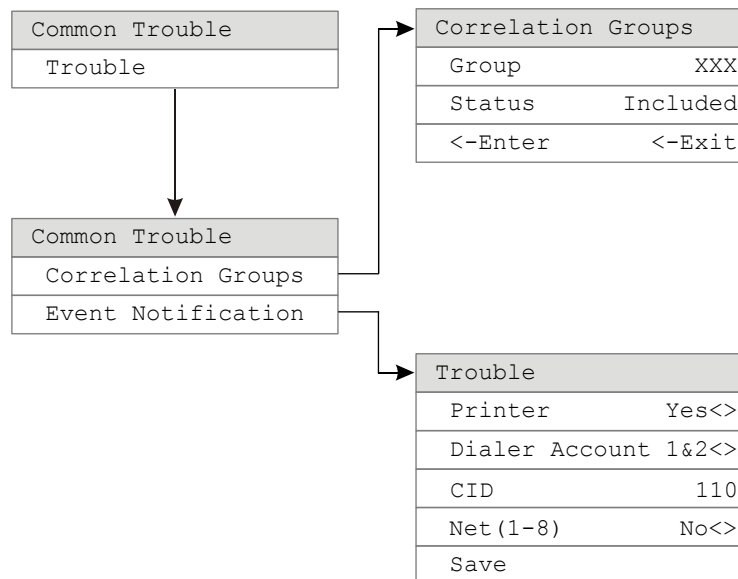 Common Trouble
Trouble
Common Trouble
Correlation Groups
Event Notification
Correlation Groups
Group XXX
Status Included
<-Enter <-Exit
Trouble
Printer Yes<>
Dialer Account 1&2<>
CID 110
Net(1-8) No<>
Save